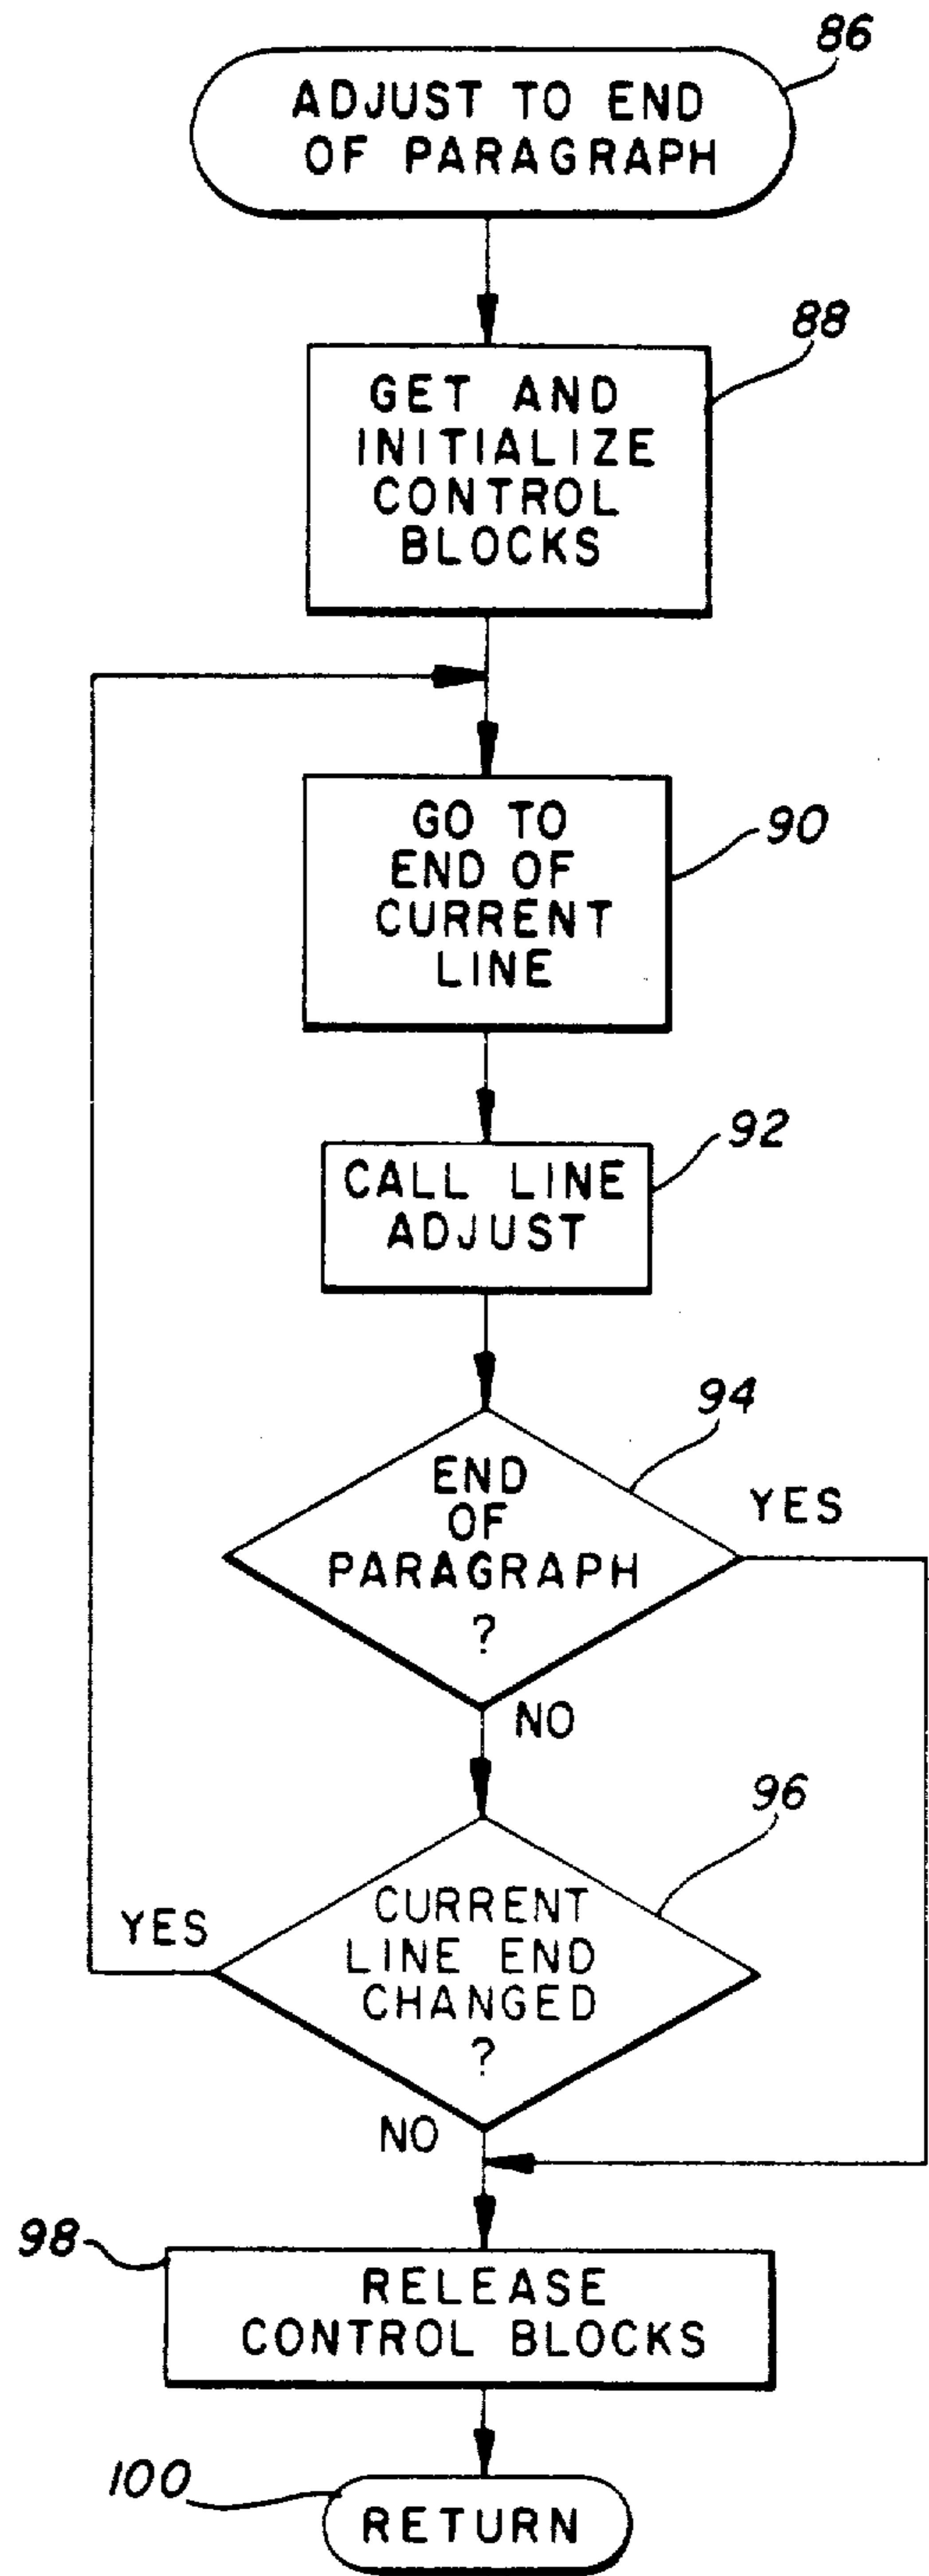 86
ADJUST TO END
OF PARAGRAPH
88
GET AND
INITIALIZE
CONTROL
BLOCKS
90
GO TO
END OF
CURRENT
LINE
92
CALL LINE
ADJUST
94
END
OF
PARAGRAPH
?
YES
NO
96
CURRENT
LINE END
CHANGED
?
YES
NO
98
RELEASE
CONTROL BLOCKS
100
RETURN